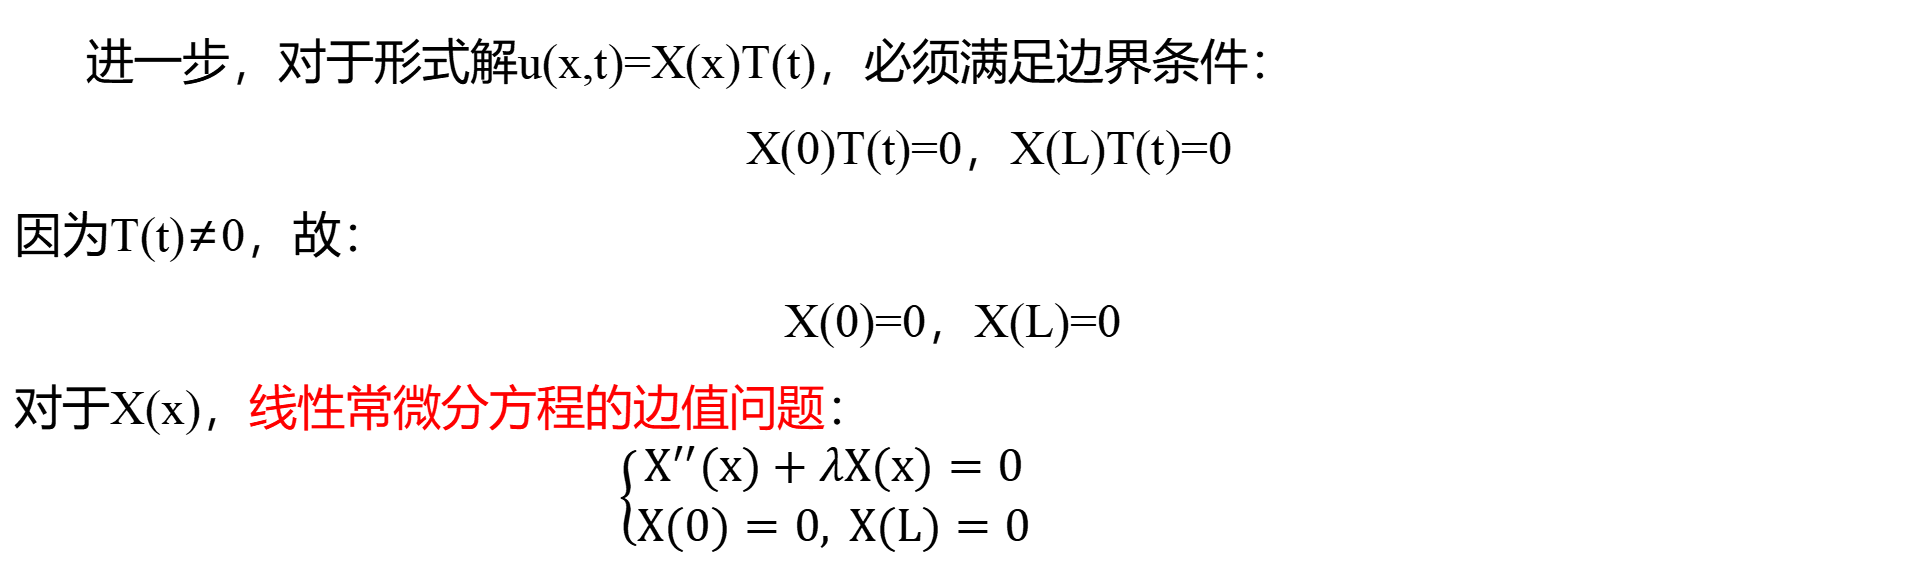 进一步，对于形式解u(x,t)=X(x)T(t)，必须满足边界条件：
X(0)T(t)=0，X(L)T(t)=0
因为T(t)≠0，故：
X(0)=0，X(L)=0
对于X(x)，线性常微分方程的边值问题：
X′′(x) + λX(x) = 0
X(0) = 0, X(L) = 0